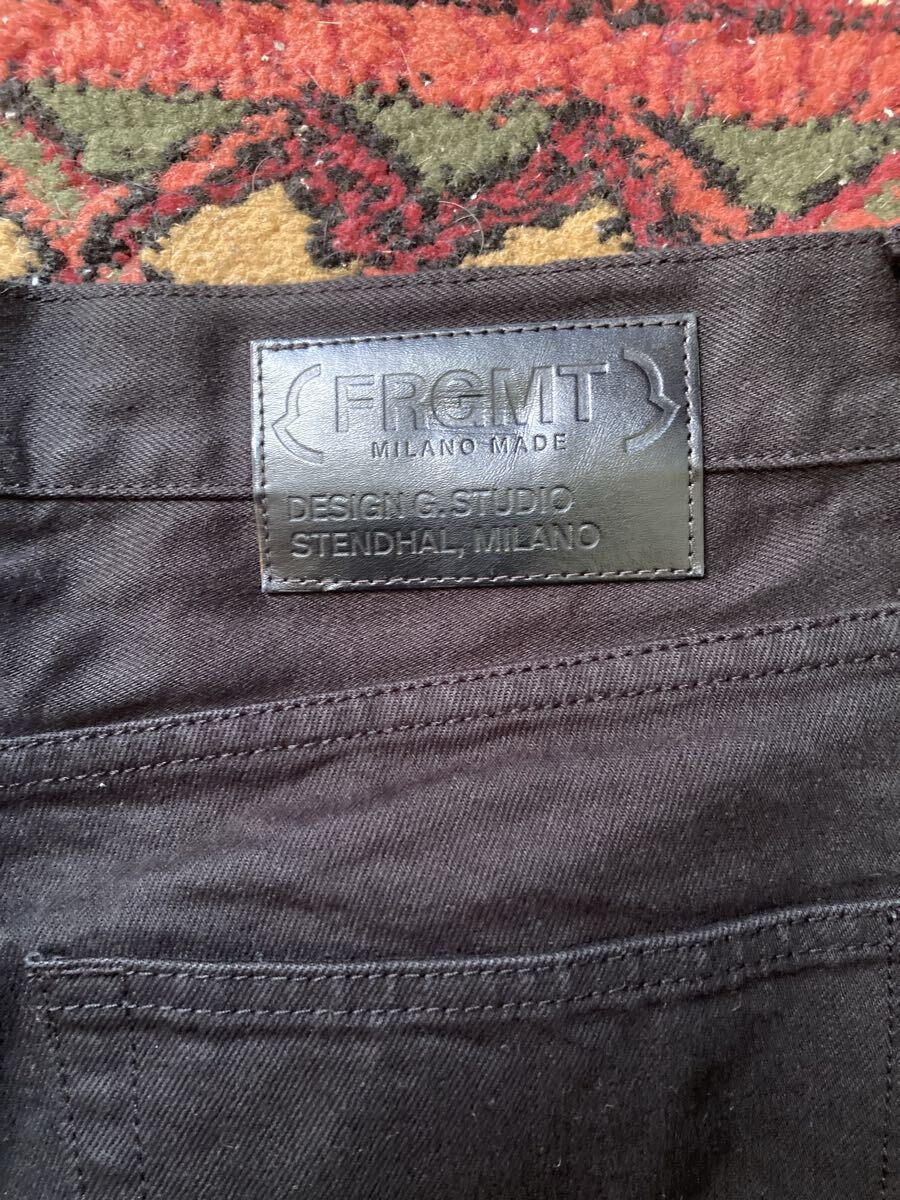 FRGMT
MILANO MADE
DESIGN G. STUDIO
STENDHAL, MILANO